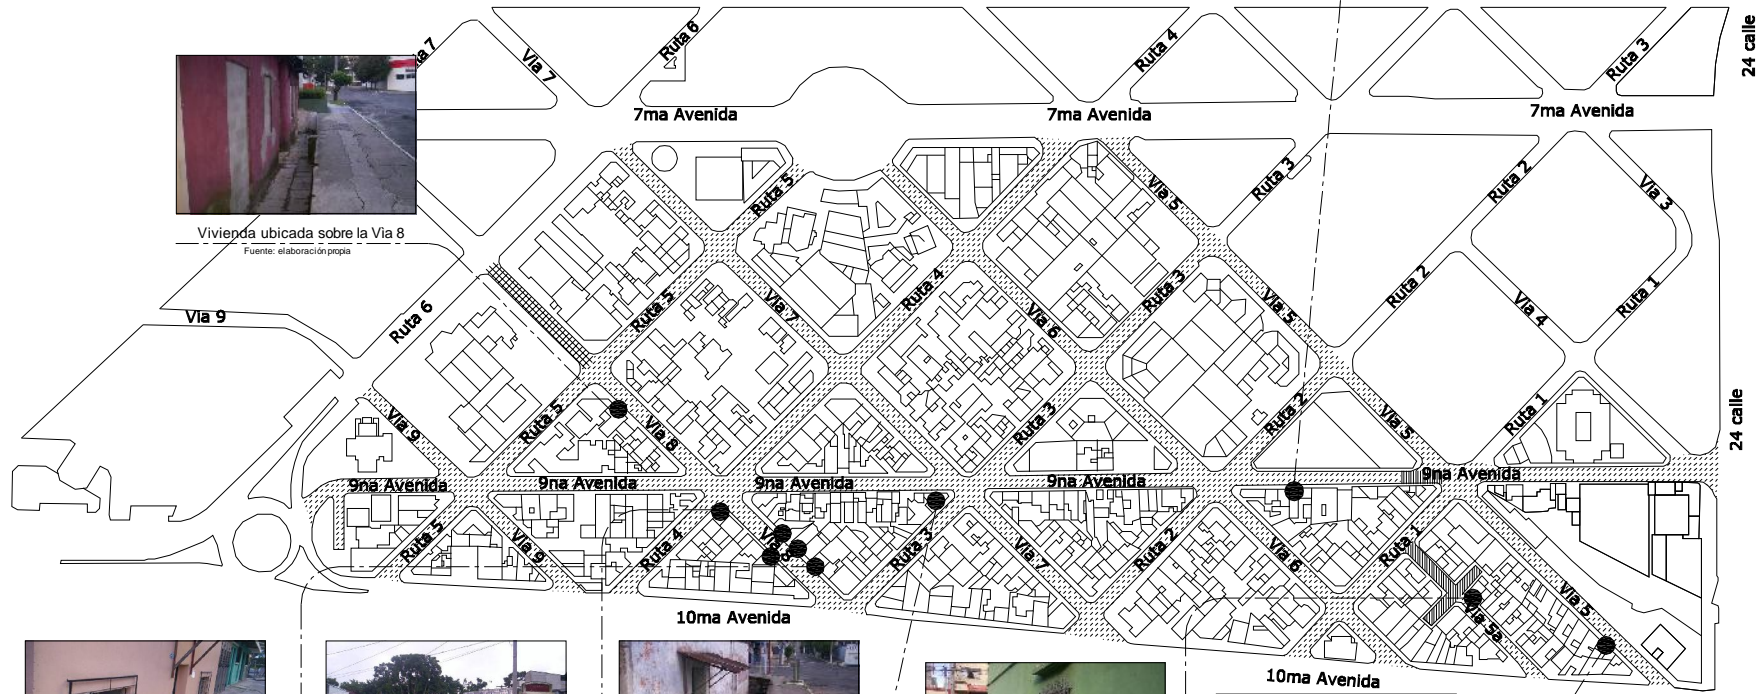 Ruta 6
Ruta 4
Ruta 3
24 calle
Via 7
7ma Avenida
7ma Avenida
7ma Avenida
Ruta 5
Via 5
Ruta 3
Ruta 2
Via 3
Vivienda ubicada sobre la Via 8
Fuente: elaboración propia
Via 9
Ruta 6
Ruta 5
Via 7
Ruta 4
Via 6
Ruta 3
Via 5
Ruta 2
Via 4
Ruta 1
Via 9
Ruta 5
Via 8
Ruta 3
Ruta 2
Via 5
Ruta 1
24 calle
9na Avenida
9na Avenida
9na Avenida
9na Avenida
9na Avenida
Ruta 5
Via 9
Ruta 4
Ruta 3
Via 7
Ruta 2
Via 6
Ruta 1
Via 5
Via 5a
10ma Avenida
10ma Avenida